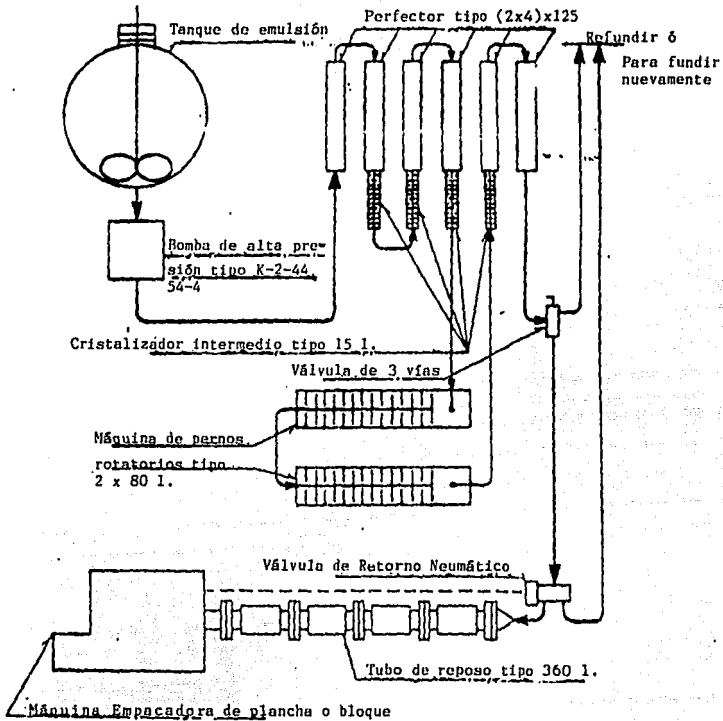 Tanque de emulsión
Perfector tipo (2x4)x125
Refundir ó
Para fundir
nuevamente
Bomba de alta pre-
sión tipo K-2-44
54-4
Cristalizador intermedio tipo 15 l.
Válvula de 3 vías
Máquina de pernos
rotatorios tipo
2 x 80 l.
Válvula de Retorno Neumático
Tubo de reposo tipo 360 l.
Máquina Empacadora de plancha o bloque